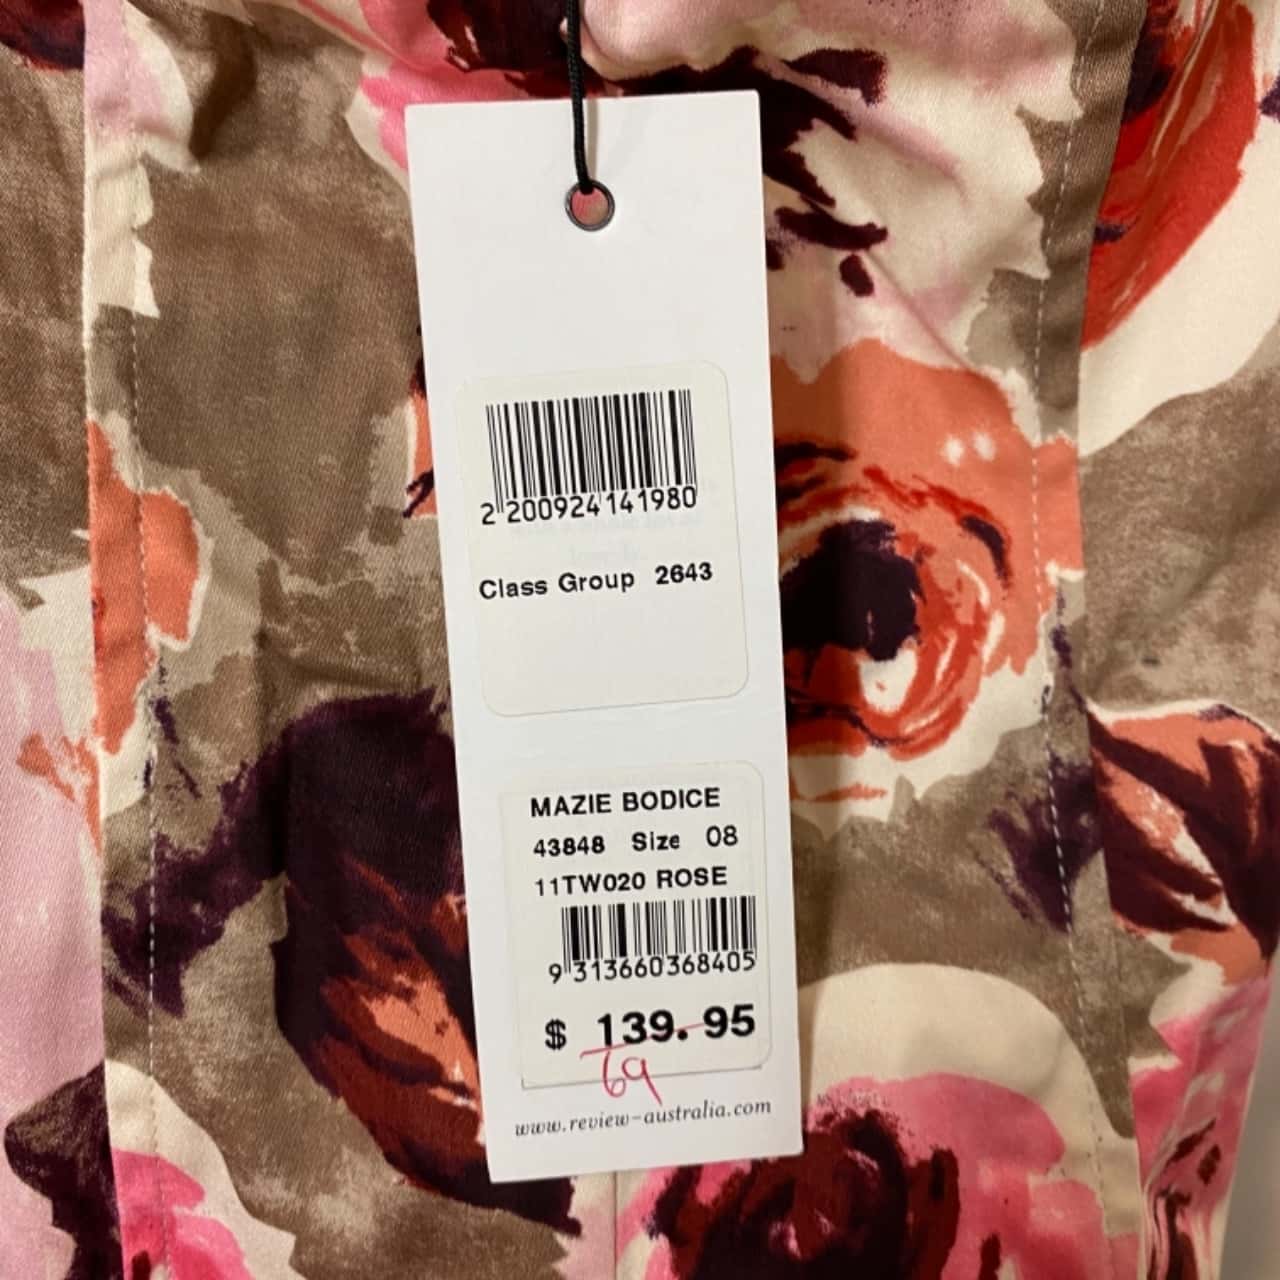 2 200924 141980
Class Group 2643
MAZIE BODICE
43848 Size 08
11TW020 ROSE
9 313660 368405
$ 139.95
69
www.review-australia.com